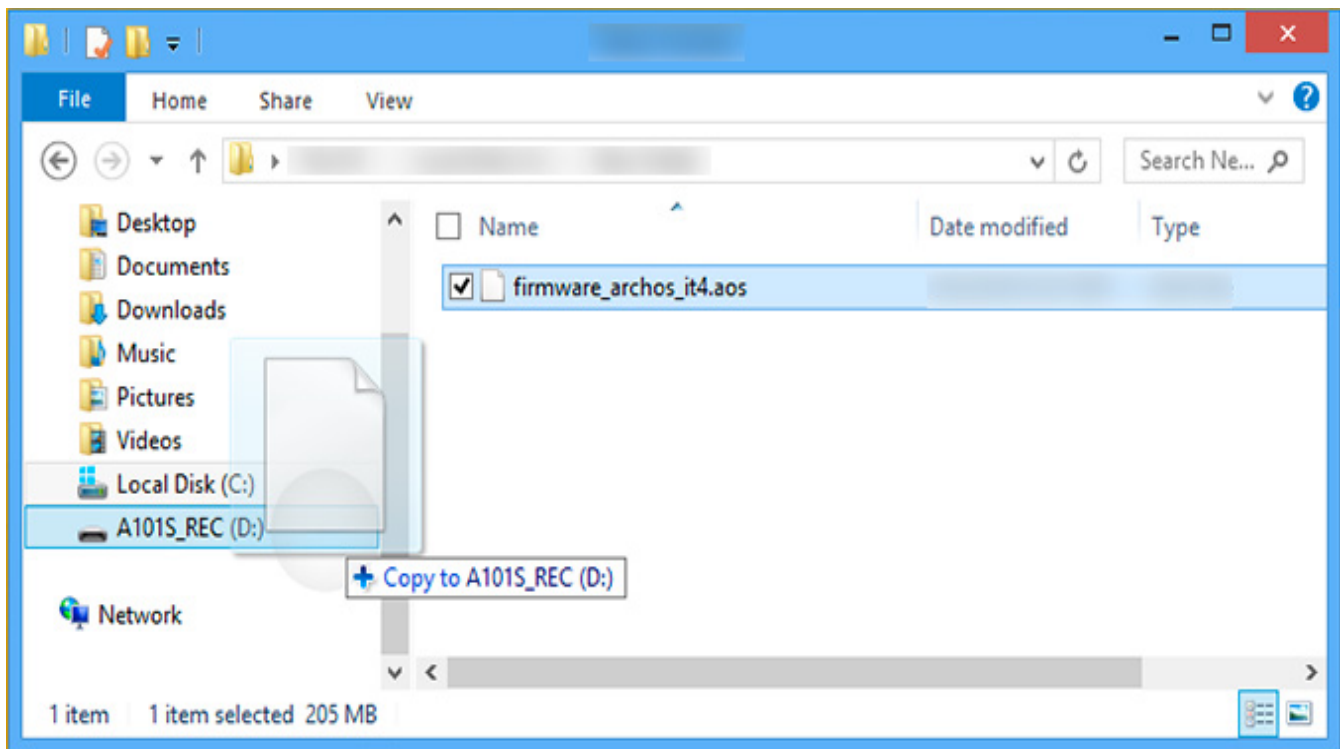 File Home Share View
Search Ne...
Desktop
Documents
Downloads
Music
Pictures
Videos
Local Disk (C:)
A101S_REC (D:)
Network
Name Date modified Type
firmware_archos_it4.aos
Copy to A101S_REC (D:)
1 item 1 item selected 205 MB